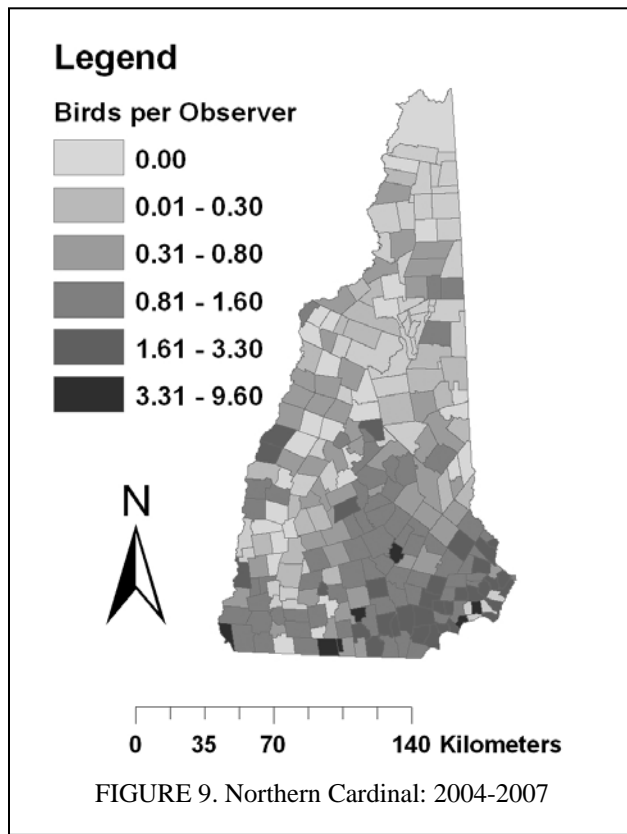 Legend
Birds per Observer
0.00
0.01 - 0.30
0.31 - 0.80
0.81 - 1.60
1.61 - 3.30
3.31 - 9.60
N
0 35 70 140 Kilometers
FIGURE 9. Northern Cardinal: 2004-2007